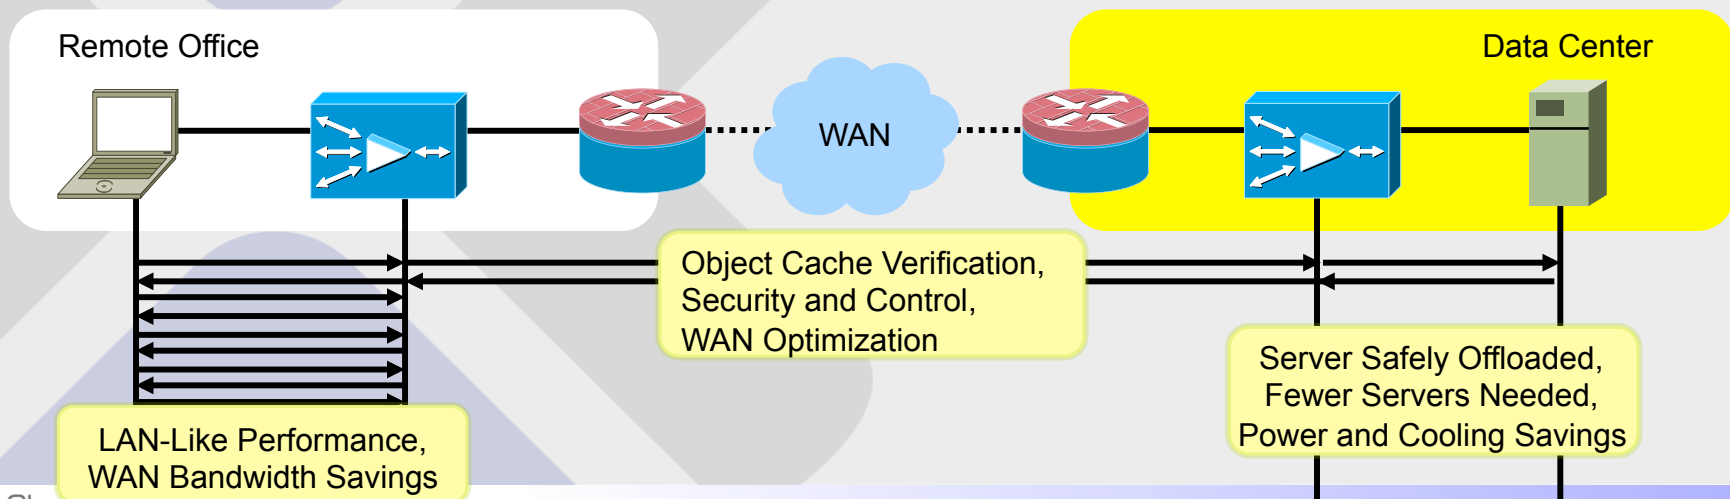 Remote Office
Data Center
WAN
Object Cache Verification,
Security and Control,
WAN Optimization
Server Safely Offloaded,
Fewer Servers Needed,
Power and Cooling Savings
LAN-Like Performance,
WAN Bandwidth Savings